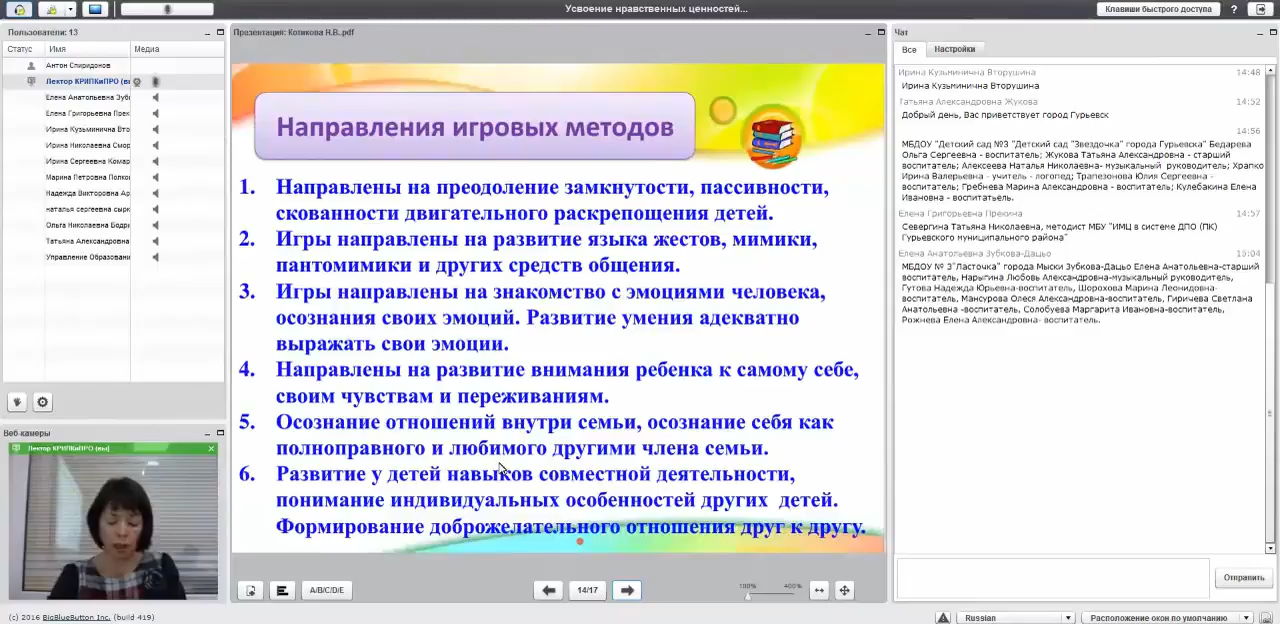 Усвоение нравственных ценностей...
Клавиши быстрого доступа
?
Пользователи: 13
Статус Имя Медиа
Антон Спиридонов
Лектор КРИПКиПРО (вы
Елена Анатольевна Зубі
Елена Григорьевна Прек
Ирина Кузьминична Вто
Ирина Николаевна Смор
Ирина Сергеевна Комар
Марина Петровна Полко
Надежда Викторовна Ар
наталья сергеевна сырк
Ольга Николаевна Бодр
Татьяна Александровна
Управление Образовани
Веб-камеры
Лектор КРИПКиПРО (вы)
Презентация: Котикова Н.В..pdf
Направления игровых методов
1. Направлены на преодоление замкнутости, пассивности,
скованности двигательного раскрепощения детей.
2. Игры направлены на развитие языка жестов, мимики,
пантомимики и других средств общения.
3. Игры направлены на знакомство с эмоциями человека,
осознания своих эмоций. Развитие умения адекватно
выражать свои эмоции.
4. Направлены на развитие внимания ребенка к самому себе,
своим чувствам и переживаниям.
5. Осознание отношений внутри семьи, осознание себя как
полноправного и любимого другими члена семьи.
6. Развитие у детей навыков совместной деятельности,
понимание индивидуальных особенностей других детей.
Формирование доброжелательного отношения друг к другу.
A/B/C/D/E
14/17
100% 400%
Чат
Все Настройки
Ирина Кузьминична Вторушина 14:48
Ирина Кузьминична Вторушина
Татьяна Александровна Жукова 14:52
Добрый день, Вас приветствует город Гурьевск
14:56
МБДОУ "Детский сад №3 "Детский сад "Звездочка" города Гурьевска" Бедарева
Ольга Сергеевна - воспитатель; Жукова Татьяна Александровна - старший
воспитатель; Алексеева Наталья Николаевна- музыкальный руководитель, Храпко
Ирина Валерьевна - учитель - логопед; Трапезонова Юлия Сергеевна -
воспитатель; Гребнева Марина Александровна - воспитатель; Кулебакина Елена
Ивановна - воспитательь.
Елена Григорьевна Прекина 14:57
Севергина Татьяна Николаевна, методист МБУ "ИМЦ в системе ДПО (ПК)
Гурьевского муниципального района"
Елена Анатольевна Зубкова-Дацьо 15:04
МБДОУ № 3"Ласточка" города Мыски Зубкова-Дацьо Елена Анатольевна-старший
воспитатель, Нарыгина Любовь Александровна-музыкальный руководитель,
Гутова Надежда Юрьевна-воспитатель, Шорохова Марина Леонидовна-
воспитатель, Мансурова Олеся Александровна-воспитатель, Гиричева Светлана
Анатольевна -воспитатель, Солобуева Маргарита Ивановна-воспитатель,
Рожнева Елена Александровна- воспитатель.
Отправить
(c) 2016 BigBlueButton Inc. (build 419)
Russian
Расположение окон по умолчанию